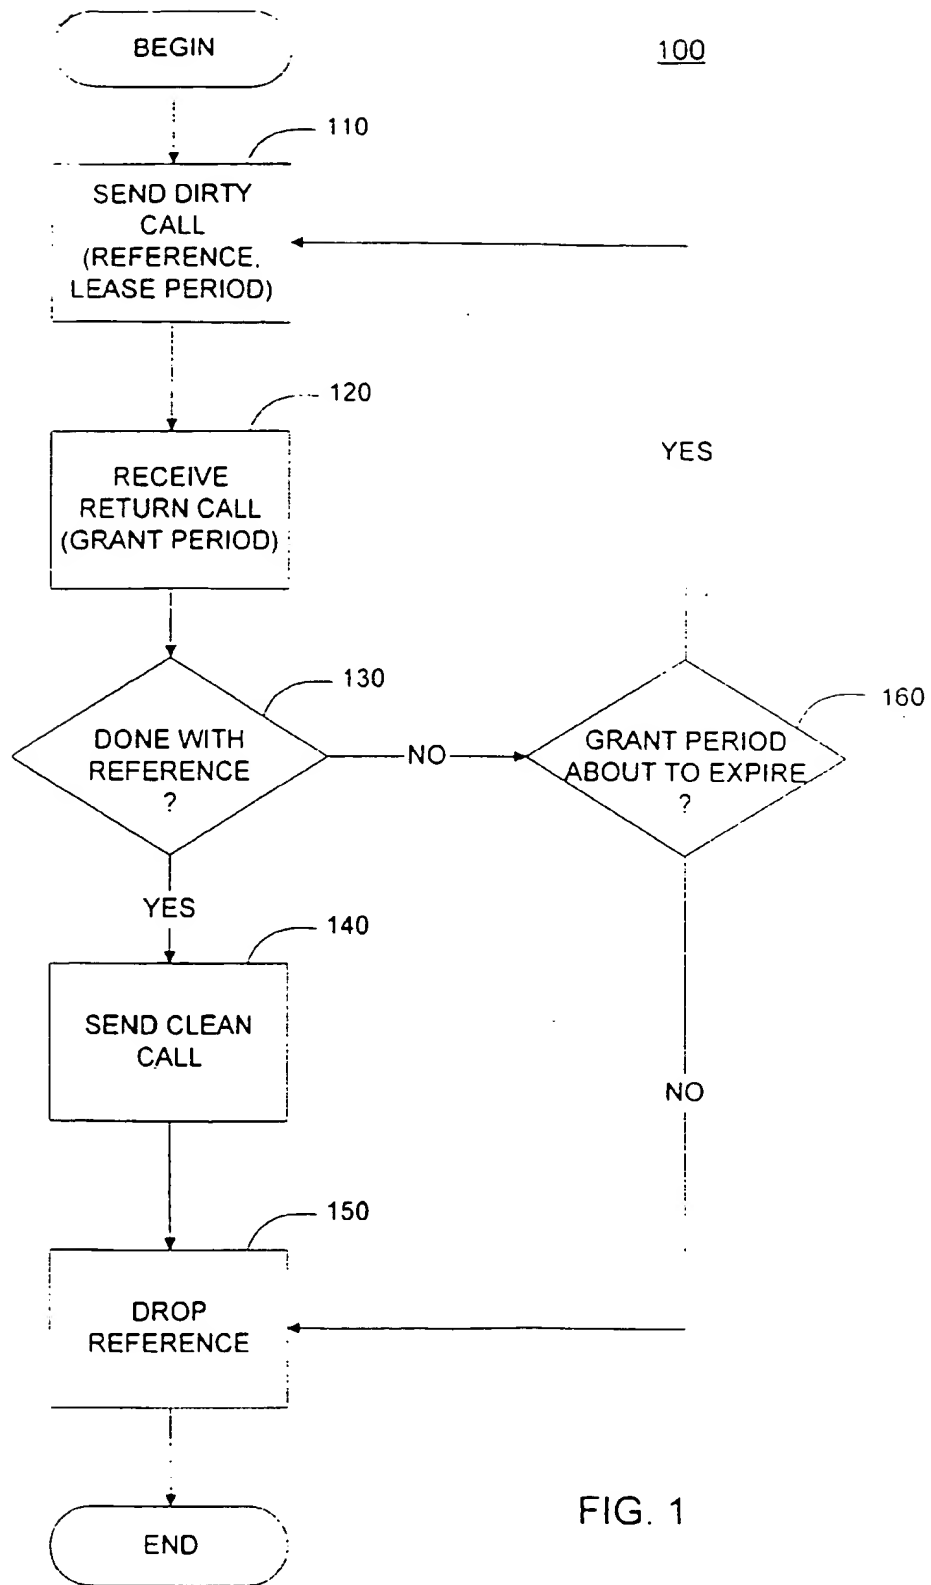 BEGIN
100
110
SEND DIRTY
CALL
(REFERENCE,
LEASE PERIOD)
120
RECEIVE
RETURN CALL
(GRANT PERIOD)
YES
130
DONE WITH
REFERENCE
?
NO
160
GRANT PERIOD
ABOUT TO EXPIRE
?
YES
140
SEND CLEAN
CALL
NO
150
DROP
REFERENCE
END
FIG. 1